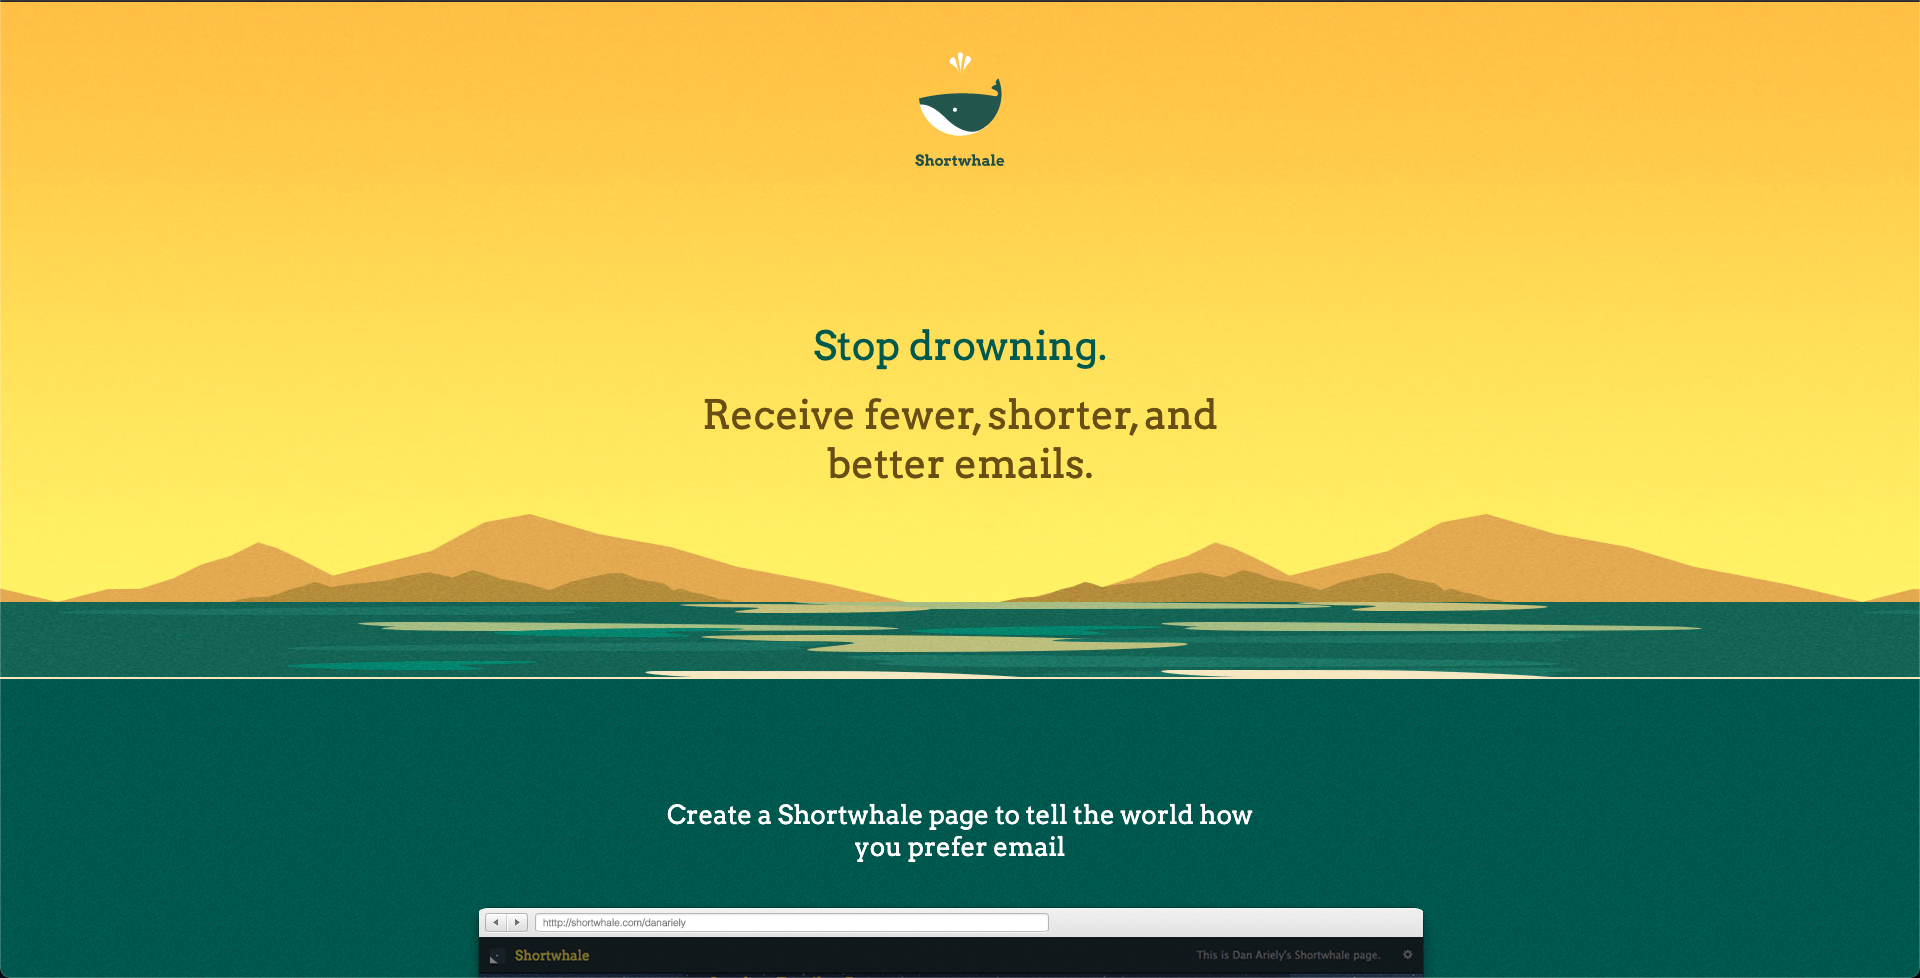 Shortwhale
Stop drowning.
Receive fewer, shorter, and
better emails.
Create a Shortwhale page to tell the world how
you prefer email
htttp://shortwhale.com/danariely
Shortwhale
This is Dan Ariely's Shortwhale page.